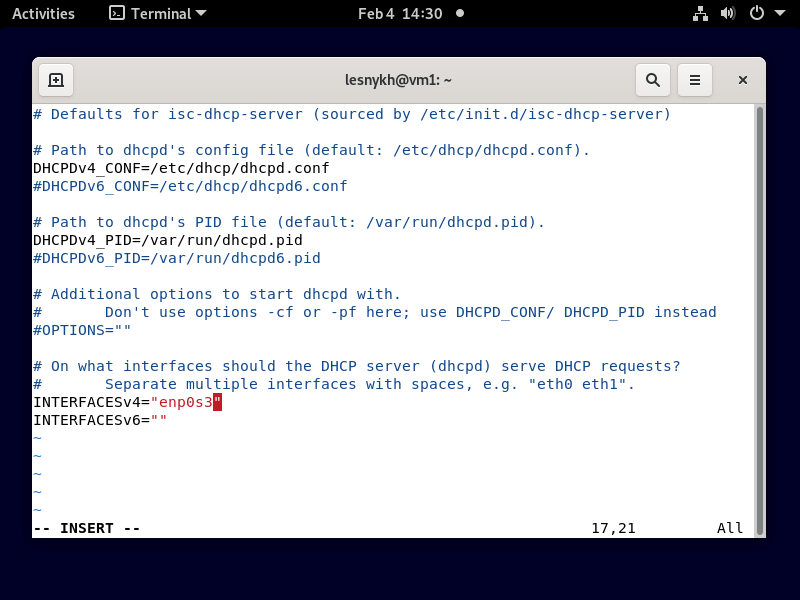 Activities Terminal Feb 4 14:30
lesnykh@vm1: ~
# Defaults for isc-dhcp-server (sourced by /etc/init.d/isc-dhcp-server)
# Path to dhcpd's config file (default: /etc/dhcp/dhcpd.conf).
DHCPDv4_CONF=/etc/dhcp/dhcpd.conf
#DHCPDv6_CONF=/etc/dhcp/dhcpd6.conf
# Path to dhcpd's PID file (default: /var/run/dhcpd.pid).
DHCPDv4_PID=/var/run/dhcpd.pid
#DHCPDv6_PID=/var/run/dhcpd6.pid
# Additional options to start dhcpd with.
#       Don't use options -cf or -pf here; use DHCPD_CONF/ DHCPD_PID instead
#OPTIONS=""
# On what interfaces should the DHCP server (dhcpd) serve DHCP requests?
#       Separate multiple interfaces with spaces, e.g. "eth0 eth1".
INTERFACESv4="enp0s3"
INTERFACESv6=""
~
~
~
~
~
-- INSERT -- 17,21 All